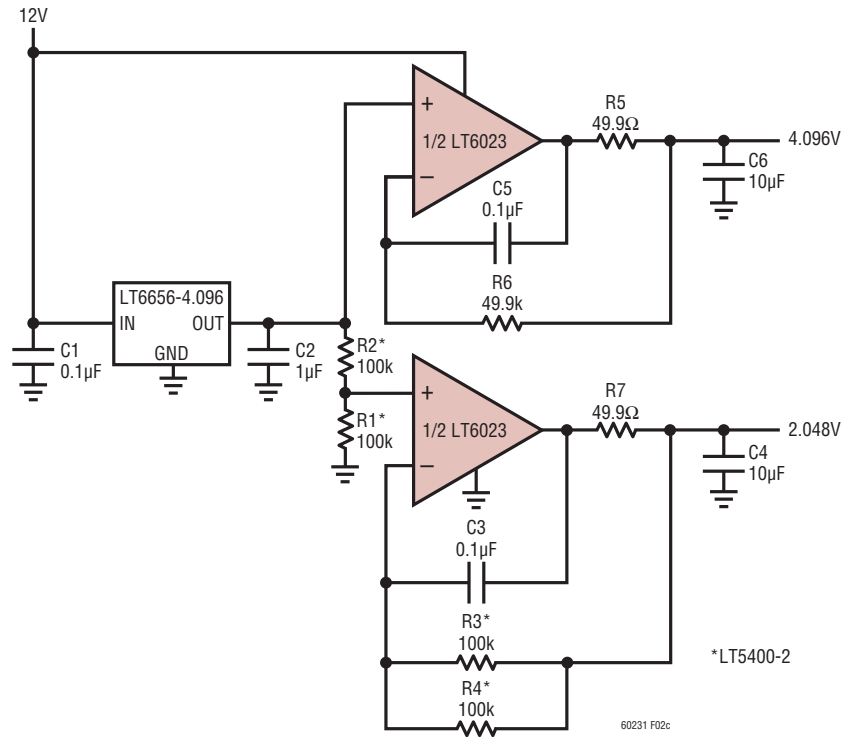 12V
+
1/2 LT6023
–
R5
49.9Ω
4.096V
C6
10µF
C5
0.1µF
R6
49.9k
LT6656-4.096
IN
OUT
GND
C1
0.1µF
C2
1µF
R2*
100k
R1*
100k
+
1/2 LT6023
–
R7
49.9Ω
2.048V
C4
10µF
C3
0.1µF
R3*
100k
R4*
100k
*LT5400-2
60231 F02c